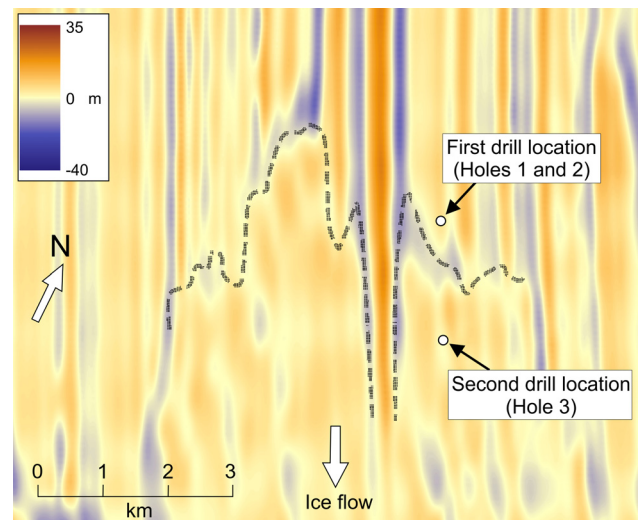 35
0 m
-40
First drill location
(Holes 1 and 2)
N
Second drill location
(Hole 3)
0 1 2 3
km
Ice flow